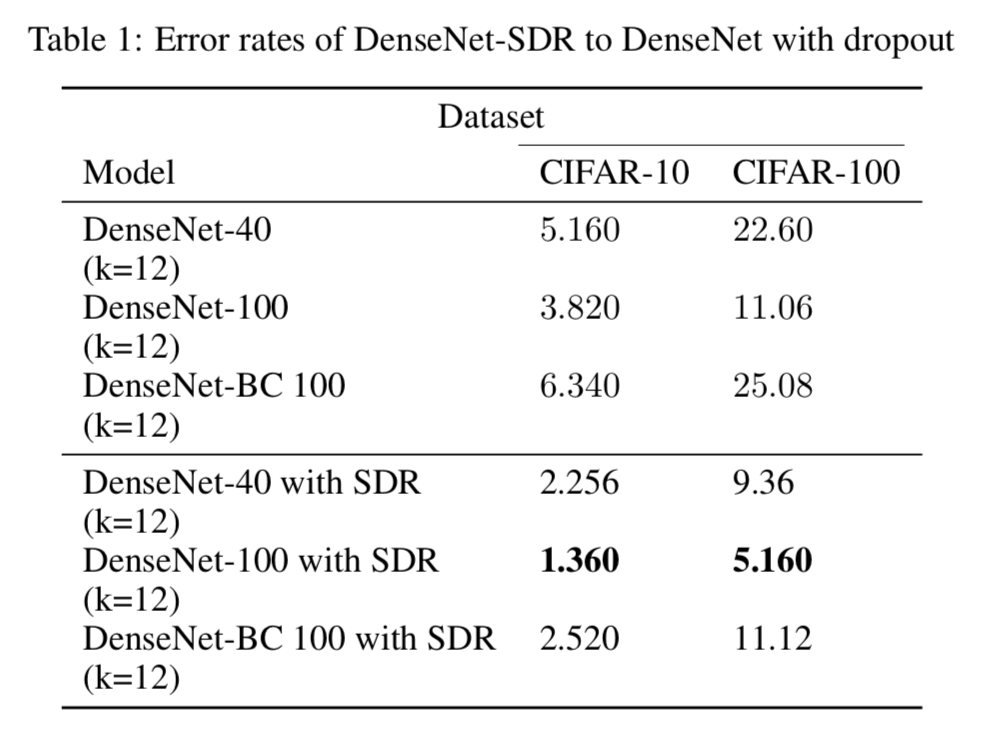 Table 1: Error rates of DenseNet-SDR to DenseNet with dropout
Dataset
Model CIFAR-10 CIFAR-100
DenseNet-40 5.160 22.60
(k=12)
DenseNet-100 3.820 11.06
(k=12)
DenseNet-BC 100 6.340 25.08
(k=12)
DenseNet-40 with SDR 2.256 9.36
(k=12)
DenseNet-100 with SDR 1.360 5.160
(k=12)
DenseNet-BC 100 with SDR 2.520 11.12
(k=12)